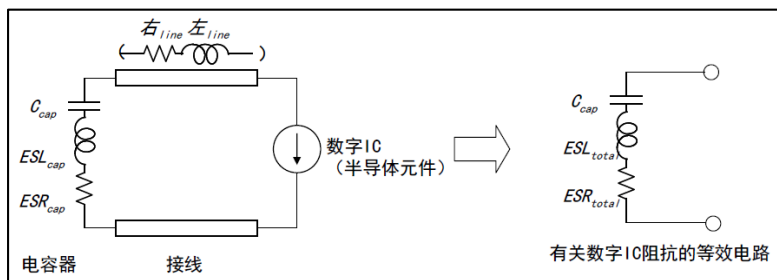 右line 左line
Ccap
ESLcap
ESRcap
数字IC
(半导体元件)
电容器
接线
Ccap
ESLtotal
ESRtotal
有关数字IC阻抗的等效电路